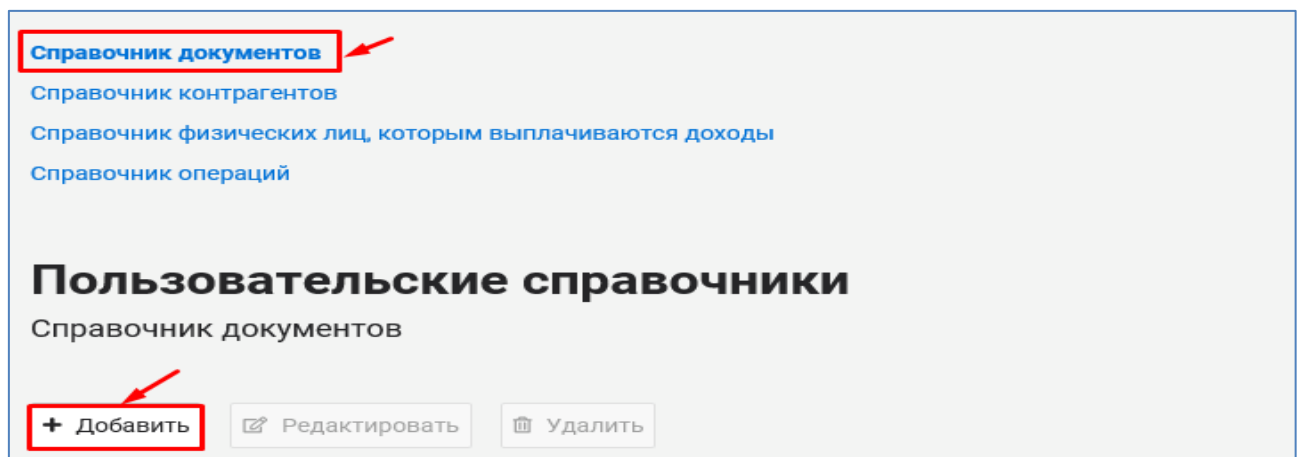 Справочник документов
Справочник контрагентов
Справочник физических лиц, которым выплачиваются доходы
Справочник операций
Пользовательские справочники
Справочник документов
+ Добавить Редактировать Удалить